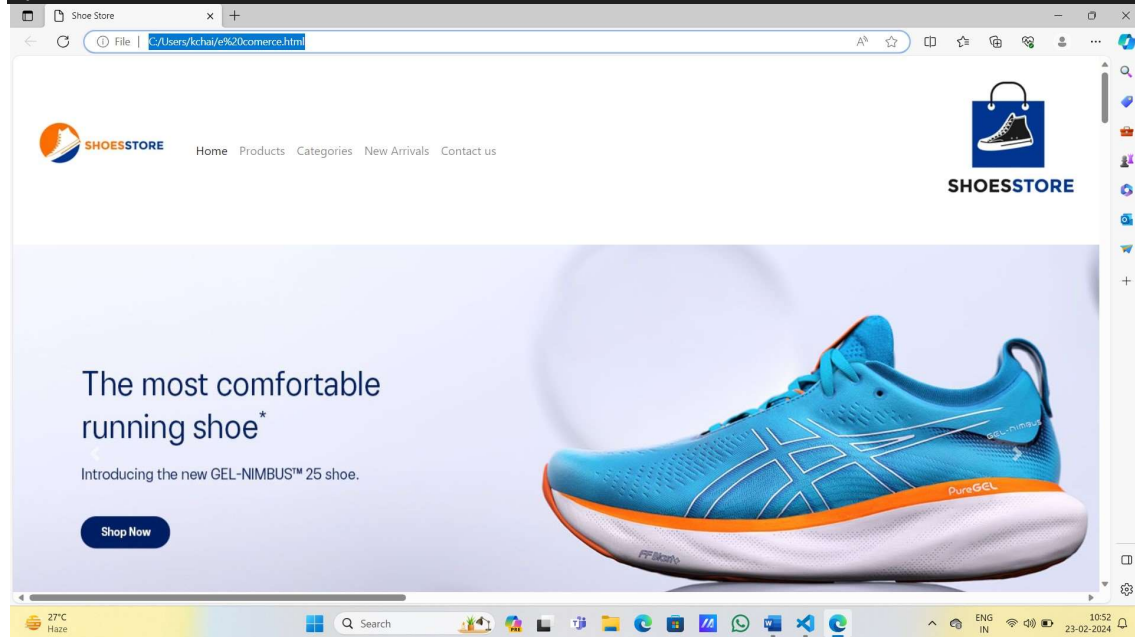 Shoe Store
File
C:/Users/kchai/e%20comerce.html
SHOESSTORE
Home Products Categories New Arrivals Contact us
SHOESSTORE
The most comfortable
running shoe*
Introducing the new GEL-NIMBUS™ 25 shoe.
Shop Now
GEL-NIMBUS
PureGEL
FF Blast+
27°C
Haze
Search
ENG
IN
10:52
23-02-2024